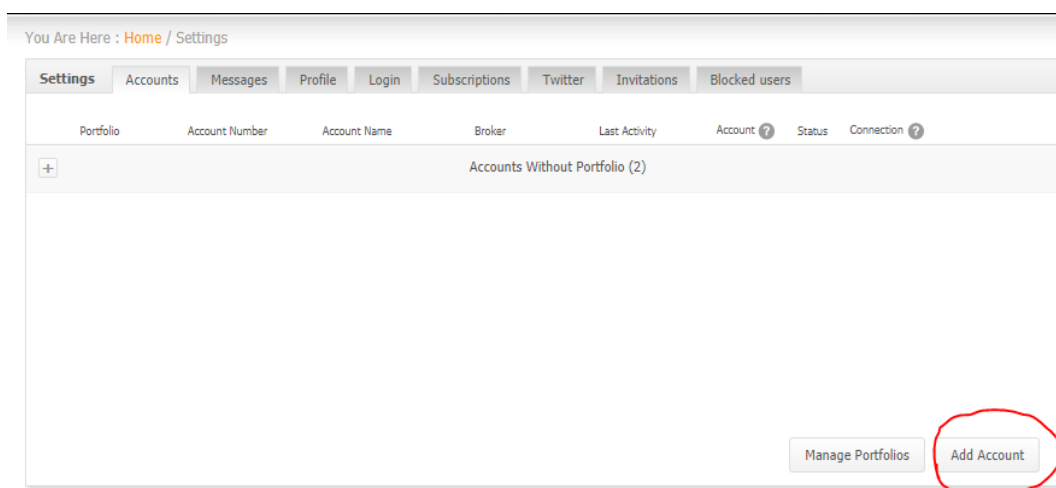 You Are Here : Home / Settings
Settings Accounts Messages Profile Login Subscriptions Twitter Invitations Blocked users
Portfolio Account Number Account Name Broker Last Activity Account ? Status Connection ?
+ Accounts Without Portfolio (2)
Manage Portfolios Add Account